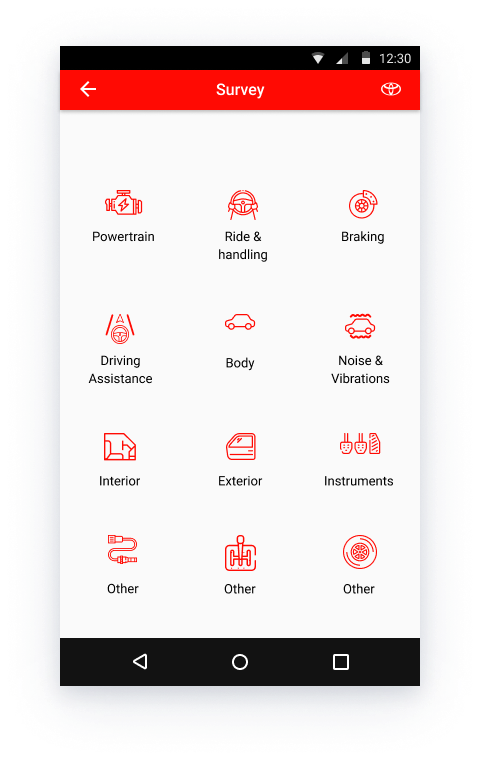 12:30
Survey
Powertrain
Ride &
handling
Braking
Driving
Assistance
Body
Noise &
Vibrations
Interior
Exterior
Instruments
Other
Other
Other